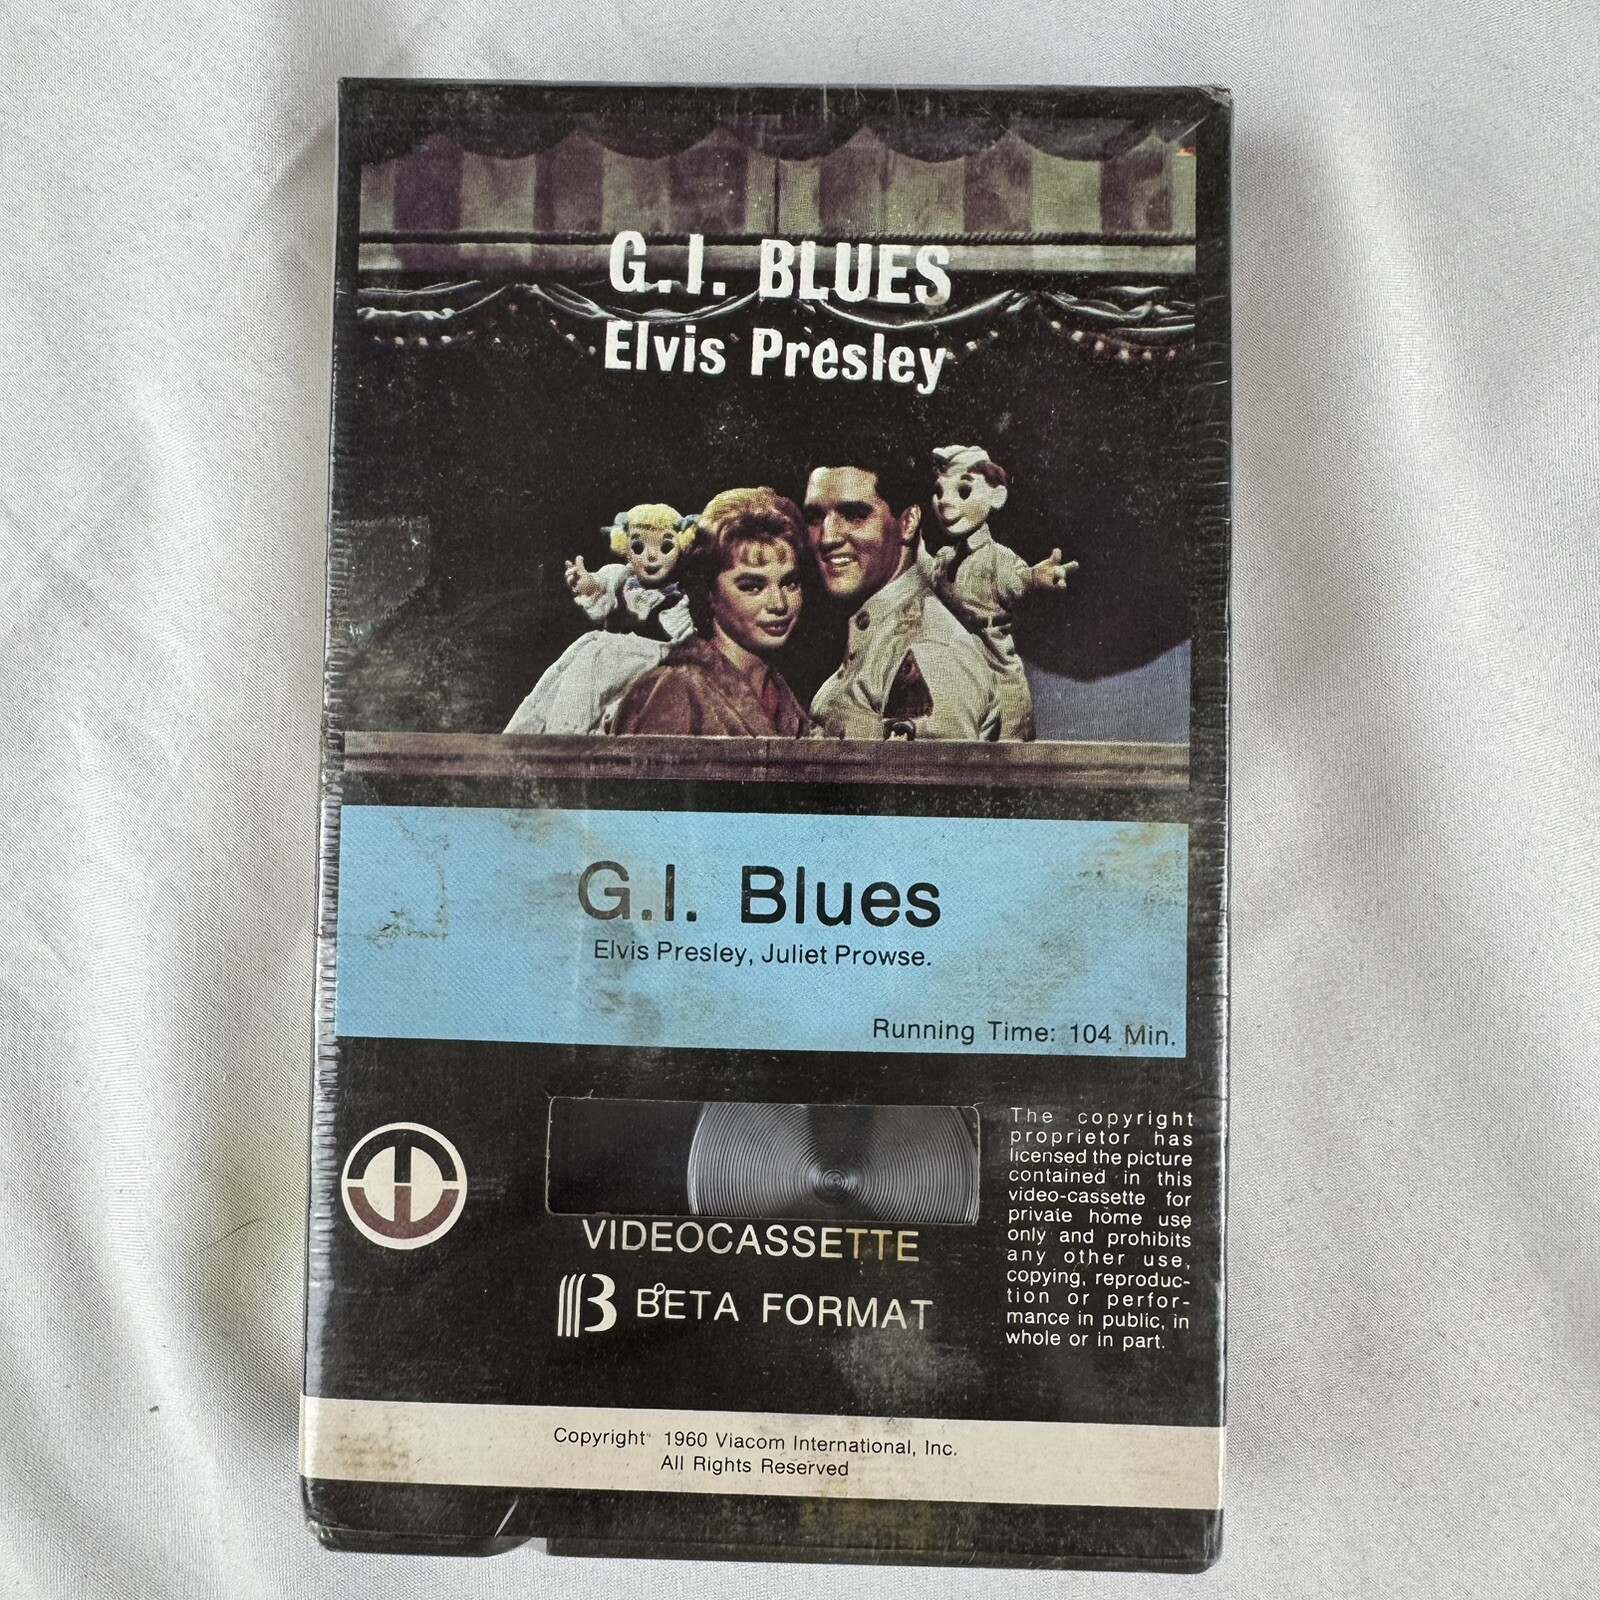 G.I. BLUES
Elvis Presley
G.I. Blues
Elvis Presley, Juliet Prowse.
Running Time: 104 Min.
VIDEOCASSETTE
BETA FORMAT
The copyright
proprietor has
licensed the picture
contained in this
video-cassette for
private home use
only and prohibits
any other use,
copying, reproduc-
tion or perfor-
mance in public, in
whole or in part.
Copyright 1960 Viacom International, Inc.
All Rights Reserved